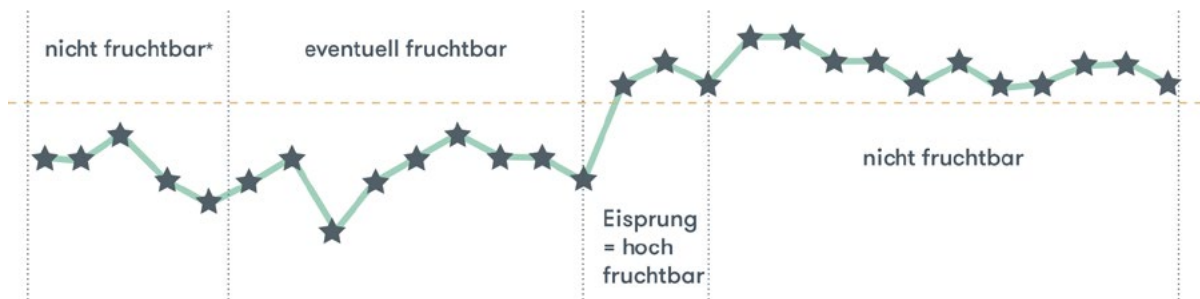 nicht fruchtbar*
eventuell fruchtbar
Eisprung
= hoch
fruchtbar
nicht fruchtbar